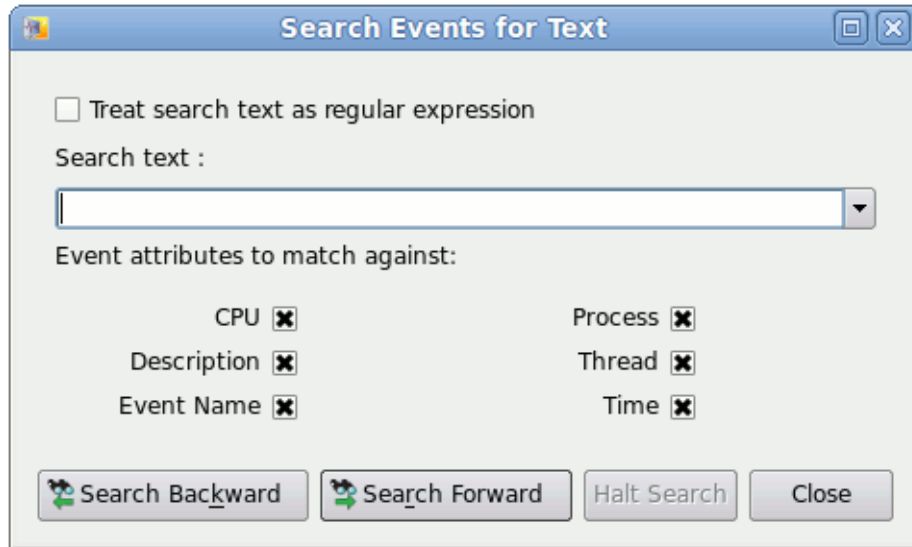 Search Events for Text
Treat search text as regular expression
Search text :
Event attributes to match against:
CPU Process
Description Thread
Event Name Time
Search Backward Search Forward Halt Search Close